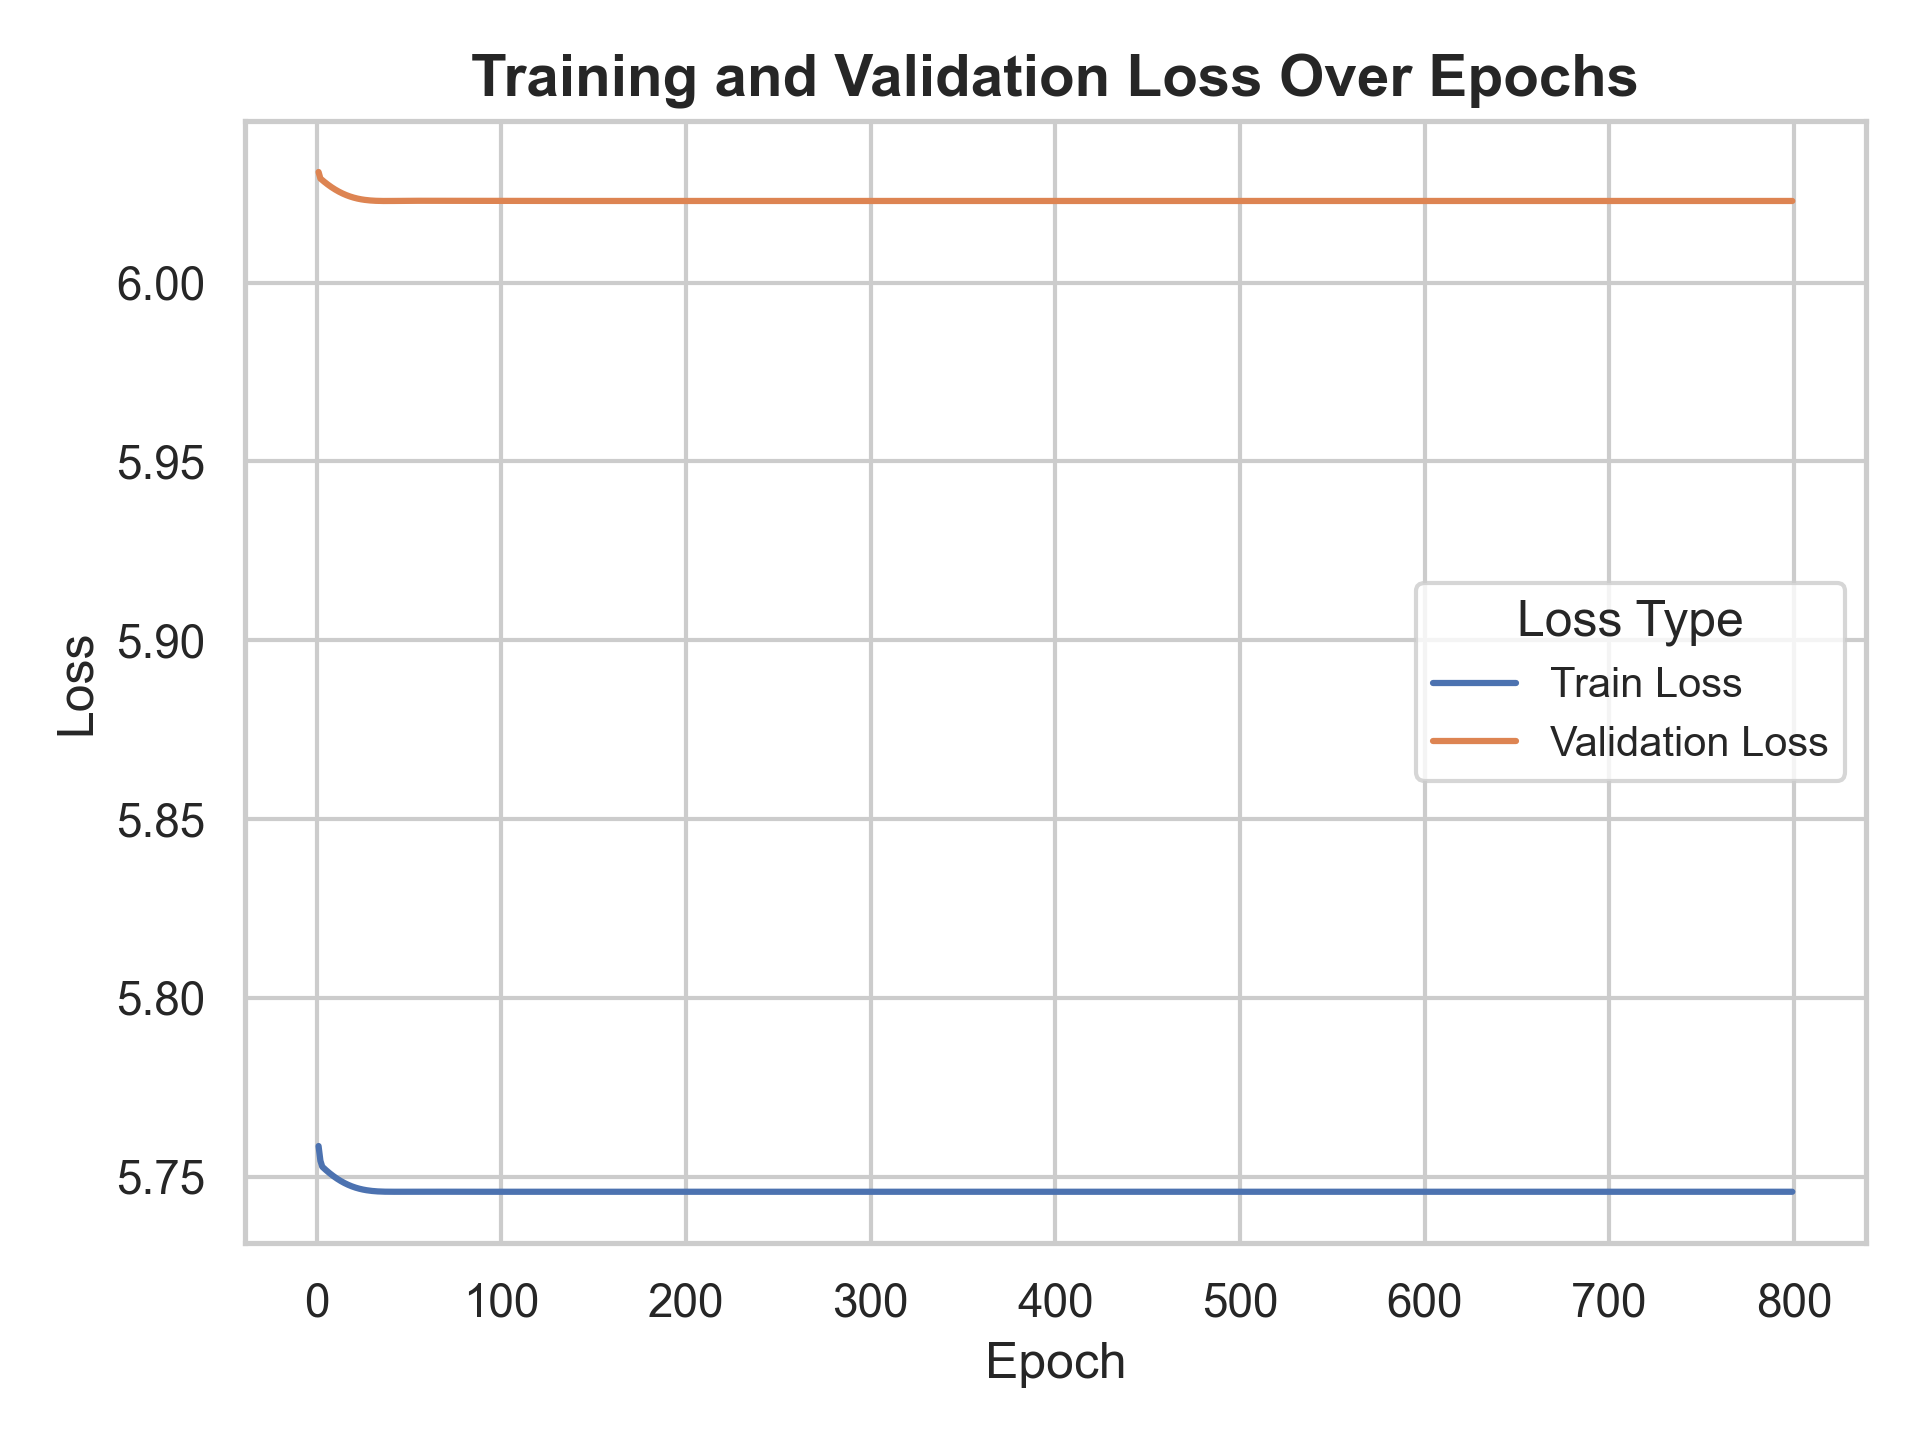 Training and Validation Loss Over Epochs
6.00
5.95
5.90
5.85
5.80
5.75
Loss
Loss Type
Train Loss
Validation Loss
0 100 200 300 400 500 600 700 800
Epoch